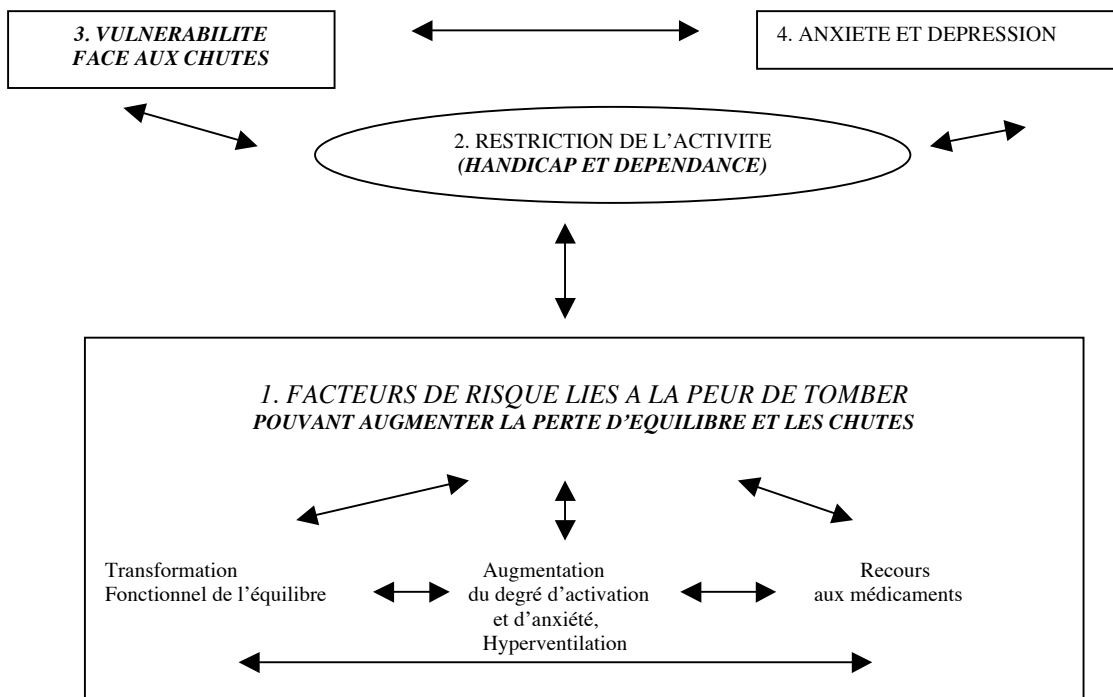 3. VULNERABILITE
FACE AUX CHUTES
4. ANXIETE ET DEPRESSION
2. RESTRICTION DE L'ACTIVITE
(HANDICAP ET DEPENDANCE)
1. FACTEURS DE RISQUE LIES A LA PEUR DE TOMBER
POUVANT AUGMENTER LA PERTE D'EQUILIBRE ET LES CHUTES
Transformation
Fonctionnel de l'équilibre
Augmentation
du degré d'activation
et d'anxiété,
Hyperventilation
Recours
aux médicaments